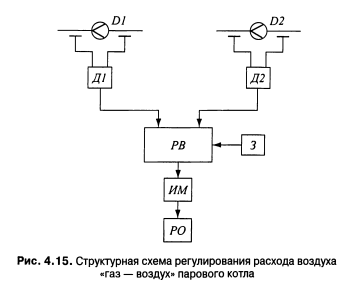 D1
D2
Д1
Д2
РВ
З
ИМ
РО
Рис. 4.15. Структурная схема регулирования расхода воздуха
«газ — воздух» парового котла